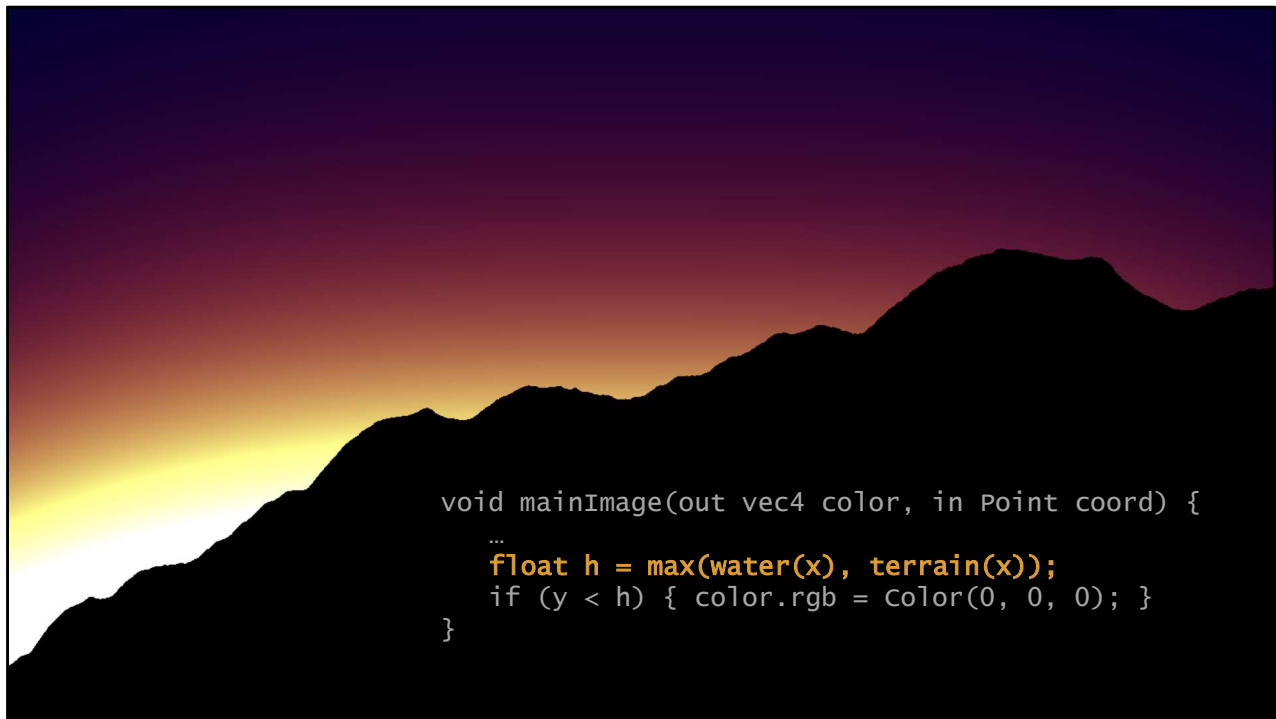 void mainImage(out vec4 color, in Point coord) {
…
float h = max(water(x), terrain(x));
if (y < h) { color.rgb = Color(0, 0, 0); }
}